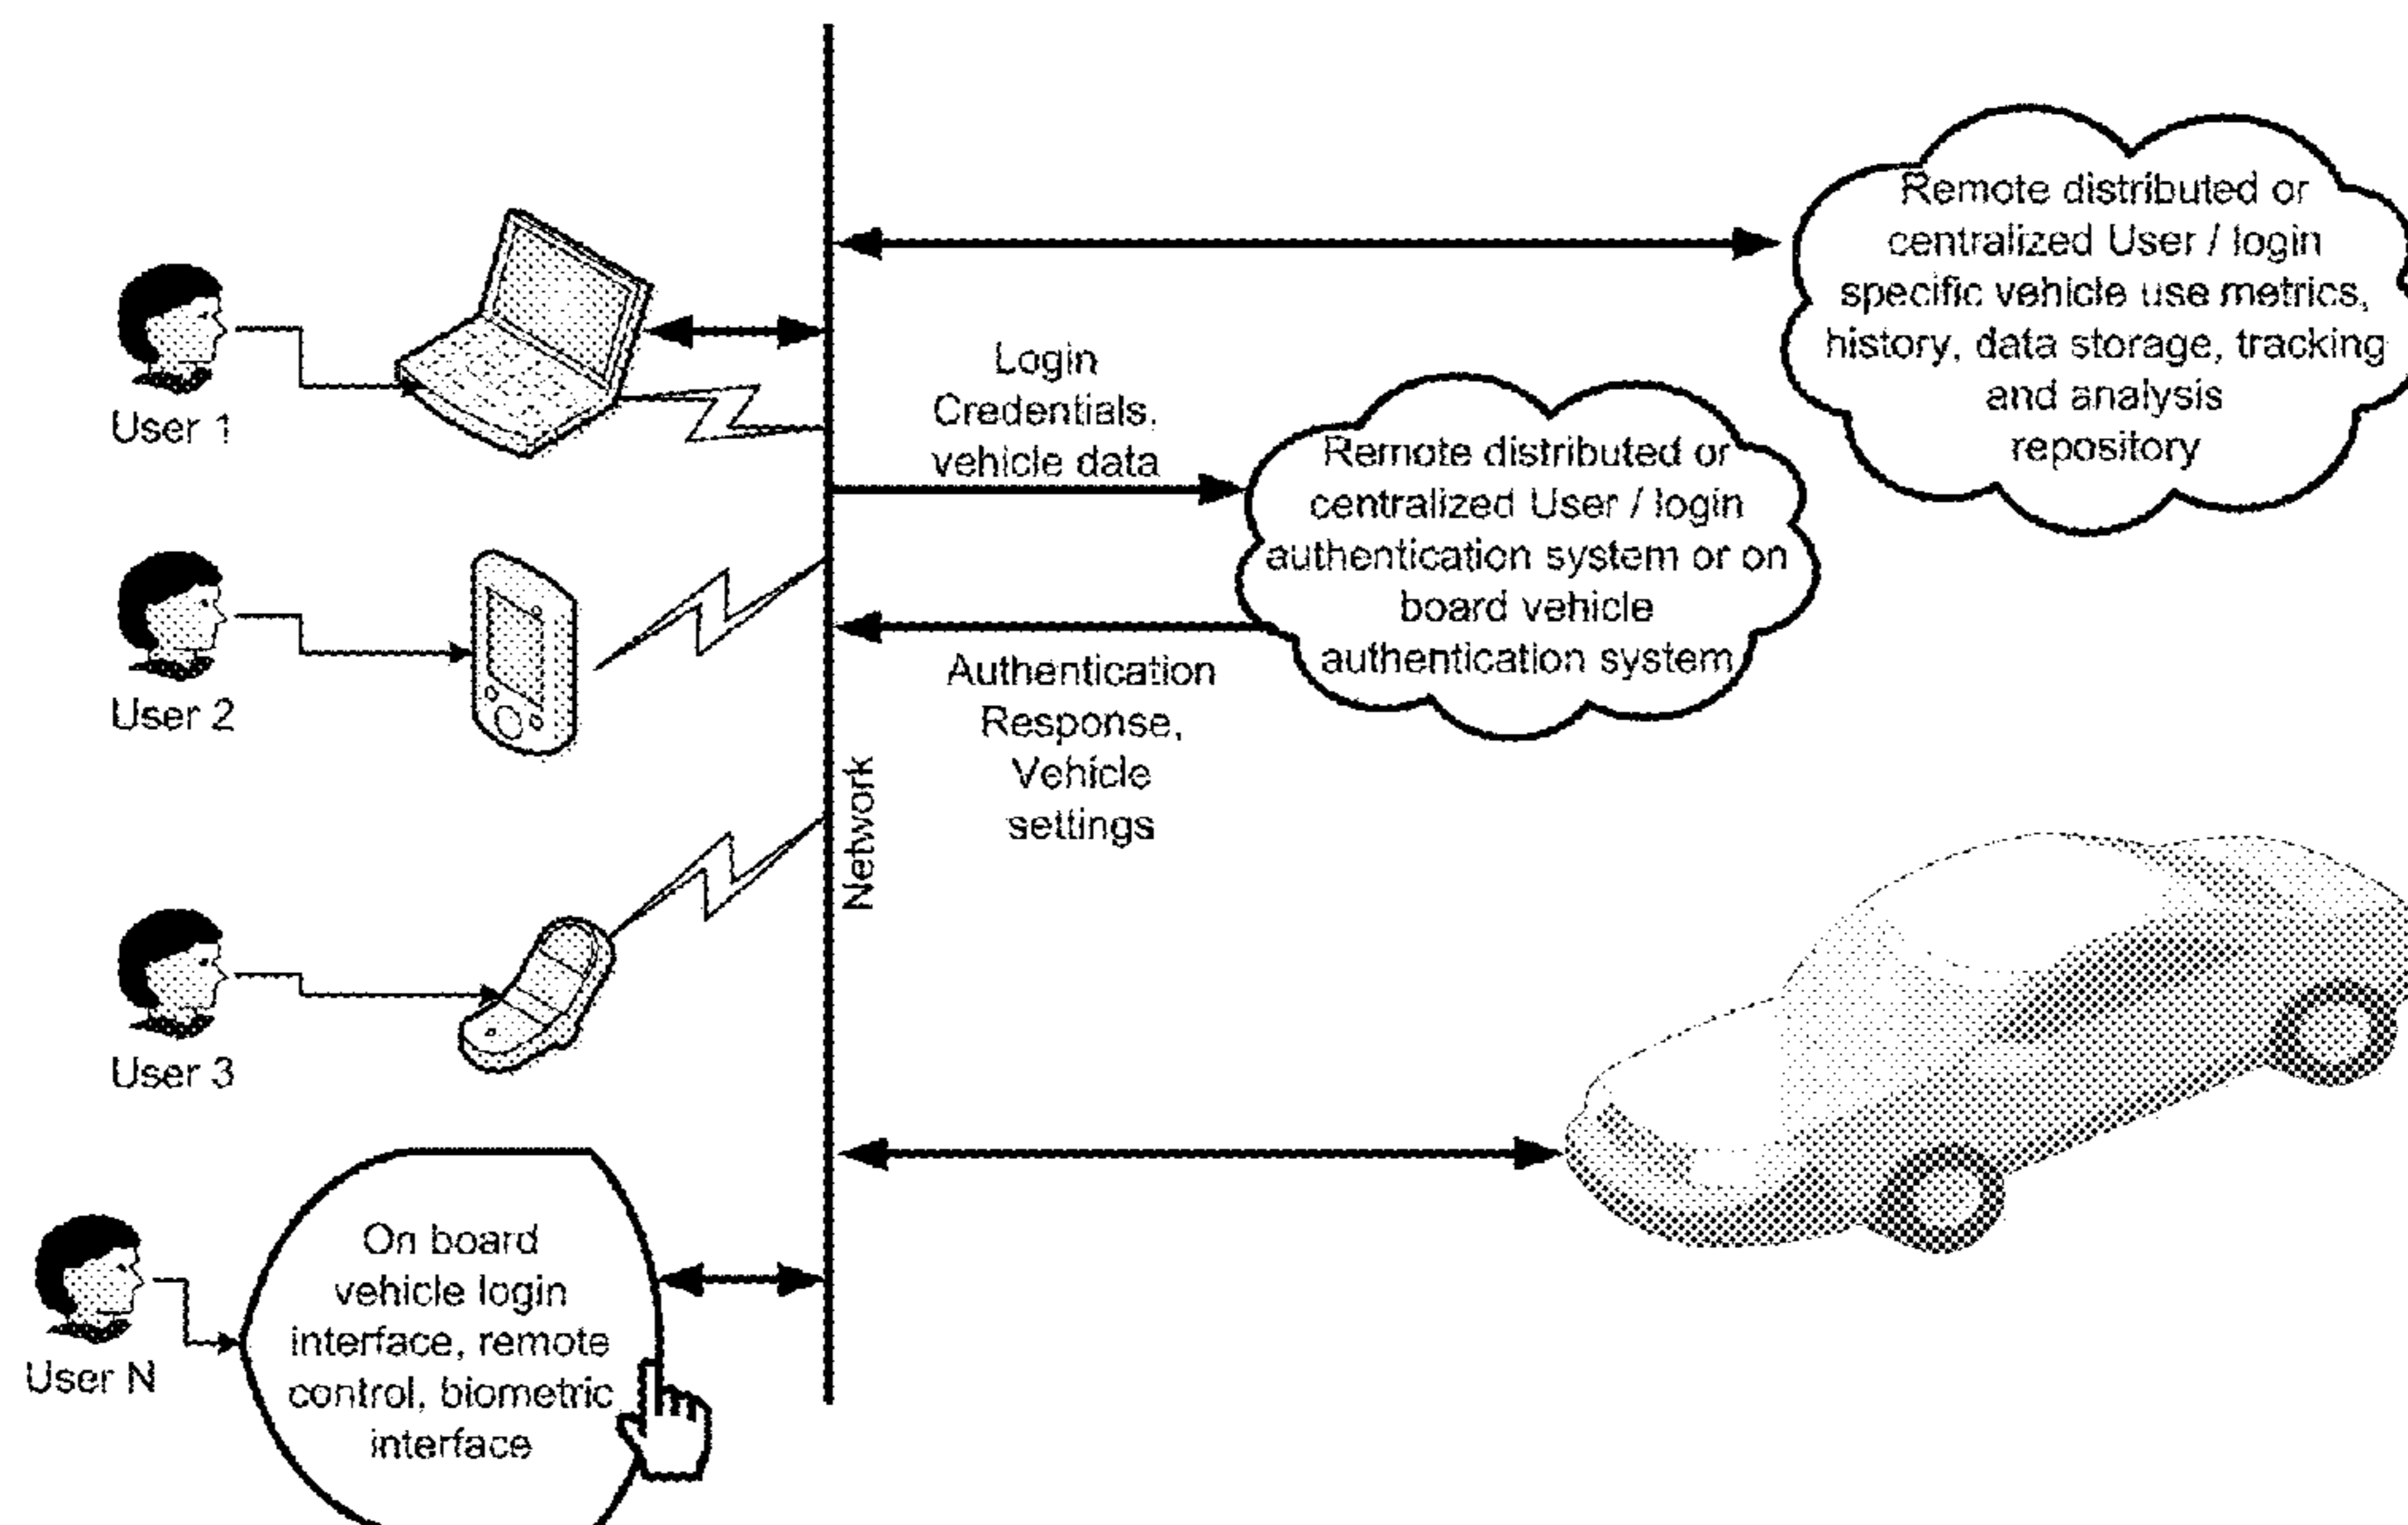 Remote distributed or
centralized User / login
specific vehicle use metrics,
history, data storage, tracking
and analysis
repository
User 1
Login
Credentials,
vehicle data
Remote distributed or
centralized User / login
authentication system or on
board vehicle
authentication system
User 2
Authentication
Response,
Vehicle
settings
Network
User 3
On board
vehicle login
interface, remote
control, biometric
interface
User N